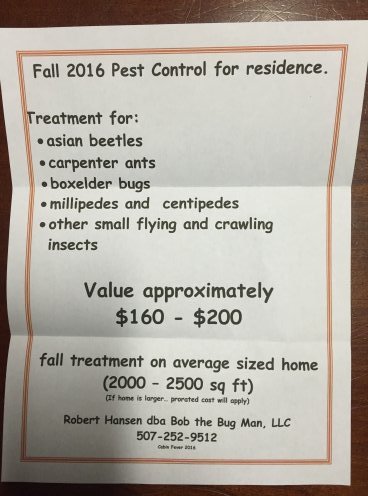 Fall 2016 Pest Control for residence.
Treatment for:
• asian beetles
• carpenter ants
• boxelder bugs
• millipedes and centipedes
• other small flying and crawling
insects
Value approximately
$160 - $200
fall treatment on average sized home
(2000 - 2500 sq ft)
(If home is larger.. prorated cost will apply)
Robert Hansen dba Bob the Bug Man, LLC
507-252-9512
Cabin Fever 2016